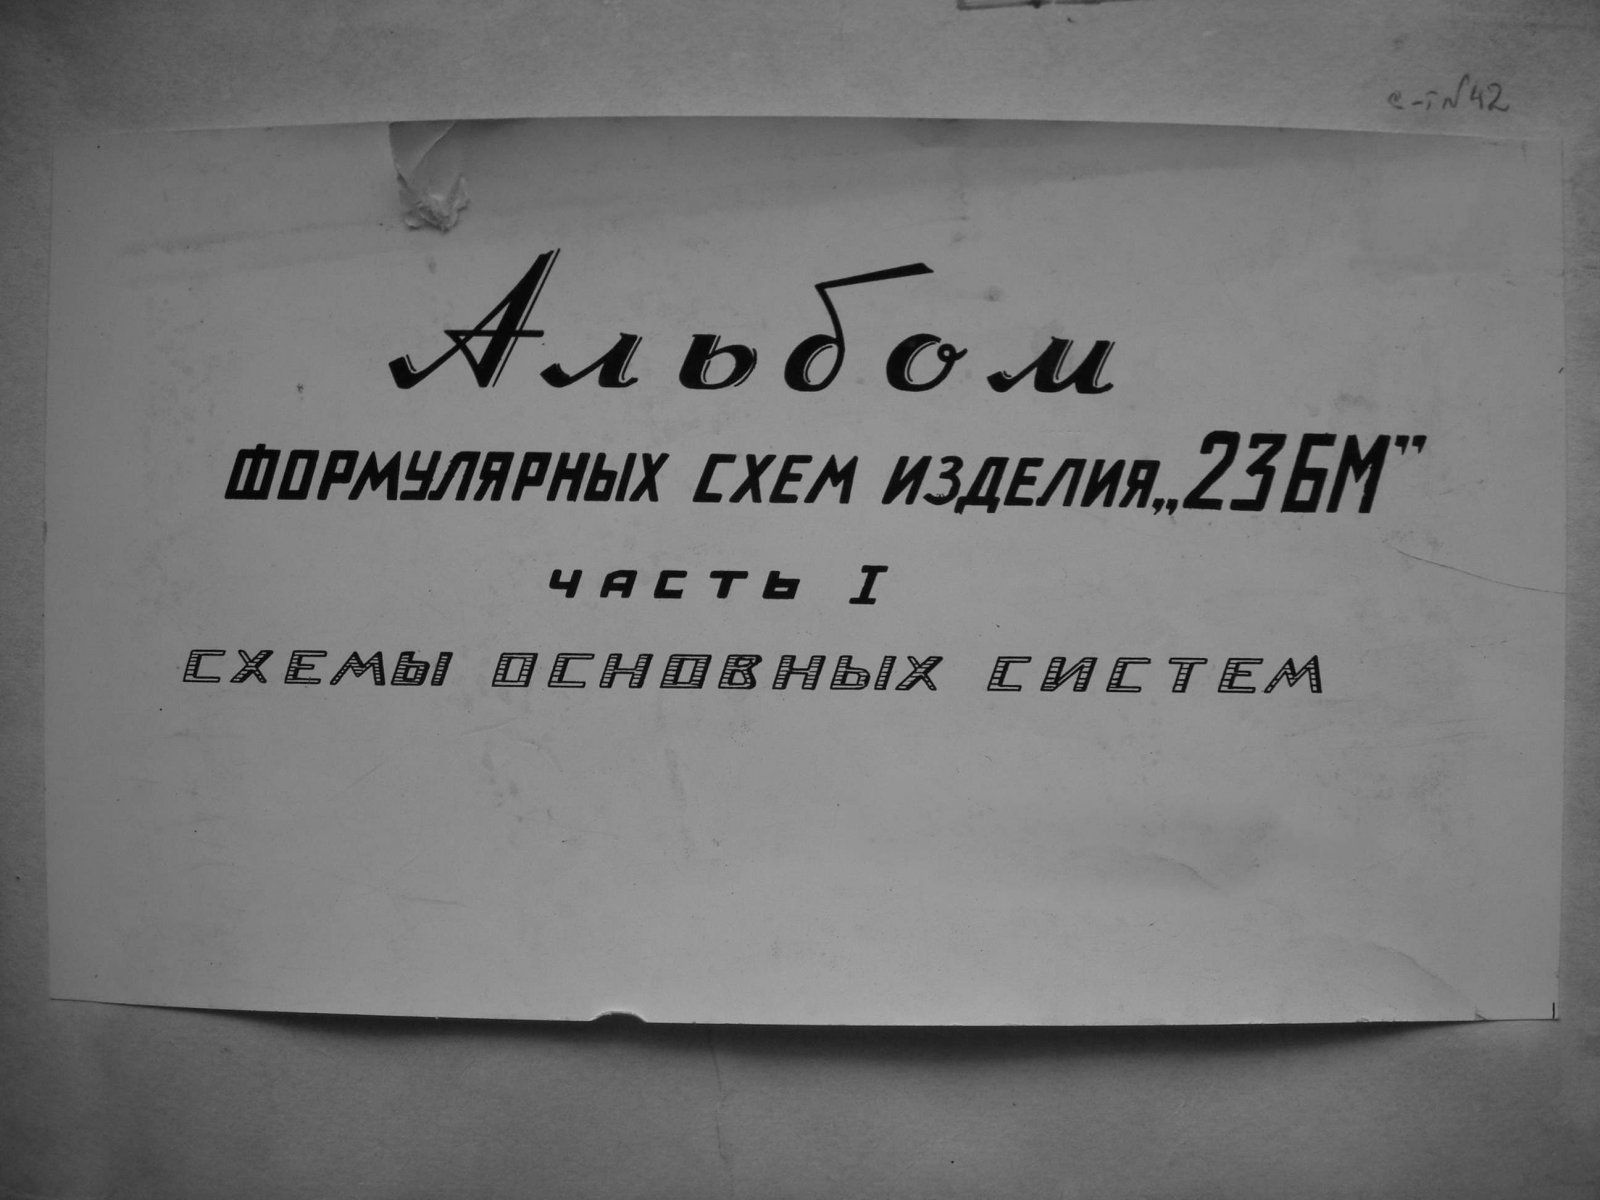 Альбом
ФОРМУЛЯРНЫХ СХЕМ ИЗДЕЛИЯ „23БМ”
ЧАСТЬ I
СХЕМЫ ОСНОВНЫХ СИСТЕМ